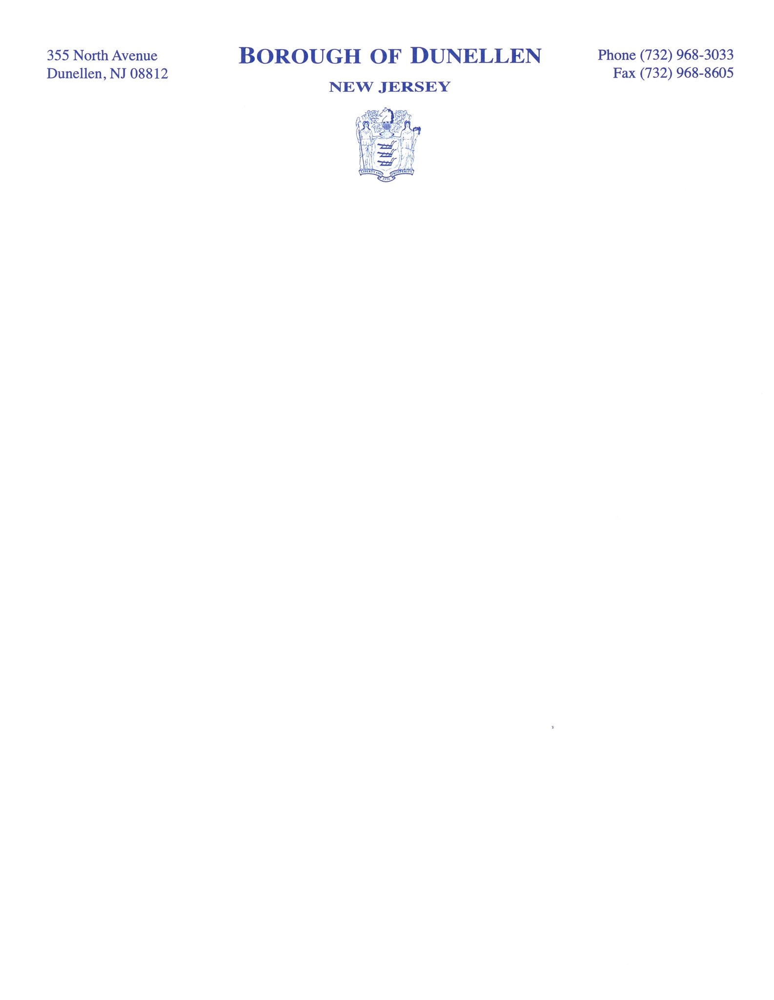 355 North Avenue
Dunellen, NJ 08812
BOROUGH OF DUNELLEN
NEW JERSEY
Phone (732) 968-3033
Fax (732) 968-8605
LIBERTY AND PROSPERITY
1776